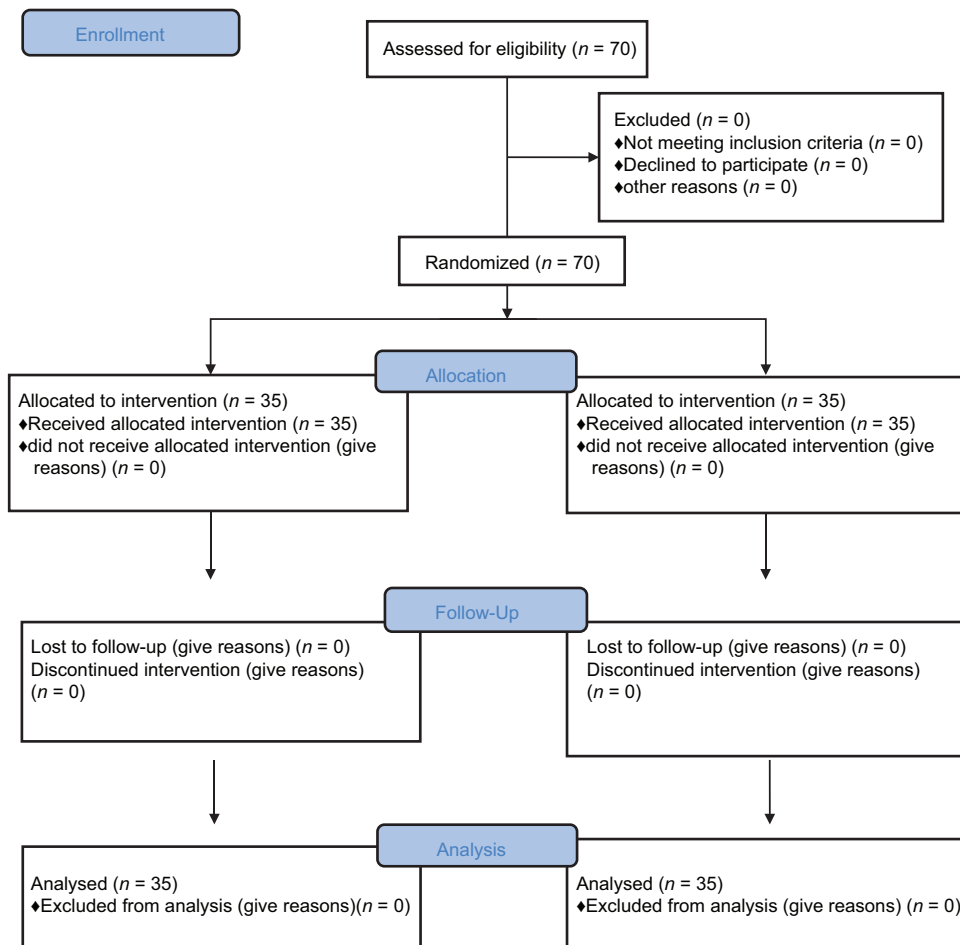 Enrollment
Assessed for eligibility (n = 70)
Excluded (n = 0)
♦Not meeting inclusion criteria (n = 0)
♦Declined to participate (n = 0)
♦other reasons (n = 0)
Randomized (n = 70)
Allocation
Allocated to intervention (n = 35)
♦Received allocated intervention (n = 35)
♦did not receive allocated intervention (give
reasons) (n = 0)
Allocated to intervention (n = 35)
♦Received allocated intervention (n = 35)
♦did not receive allocated intervention (give
reasons) (n = 0)
Follow-Up
Lost to follow-up (give reasons) (n = 0)
Discontinued intervention (give reasons)
(n = 0)
Lost to follow-up (give reasons) (n = 0)
Discontinued intervention (give reasons)
(n = 0)
Analysis
Analysed (n = 35)
♦Excluded from analysis (give reasons)(n = 0)
Analysed (n = 35)
♦Excluded from analysis (give reasons) (n = 0)